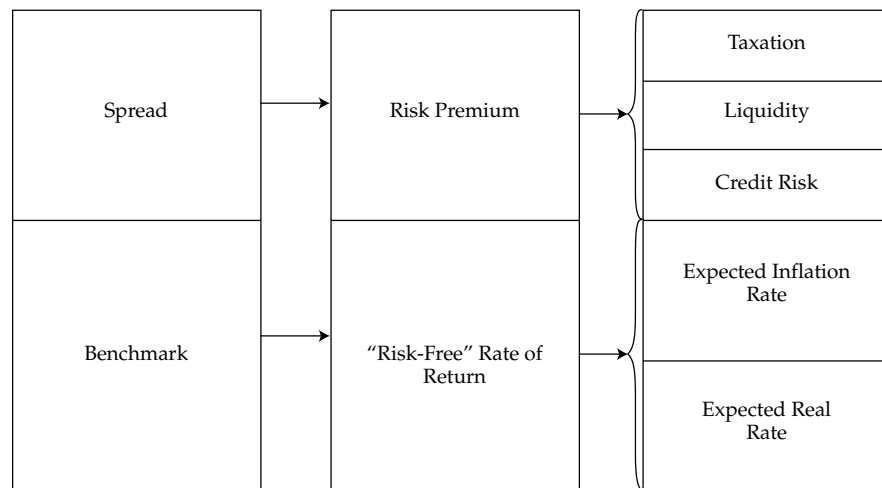 Spread
Risk Premium
Taxation
Liquidity
Credit Risk
Benchmark
“Risk-Free” Rate of
Return
Expected Inflation
Rate
Expected Real
Rate